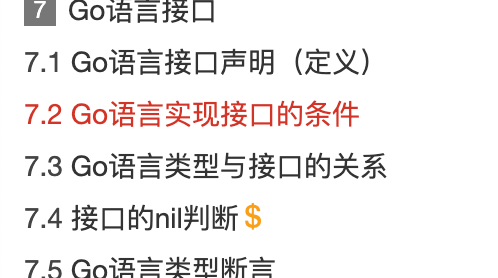 7 Go语言接口
7.1 Go语言接口声明（定义）
7.2 Go语言实现接口的条件
7.3 Go语言类型与接口的关系
7.4 接口的nil判断 $
7.5 Go语言类型断言